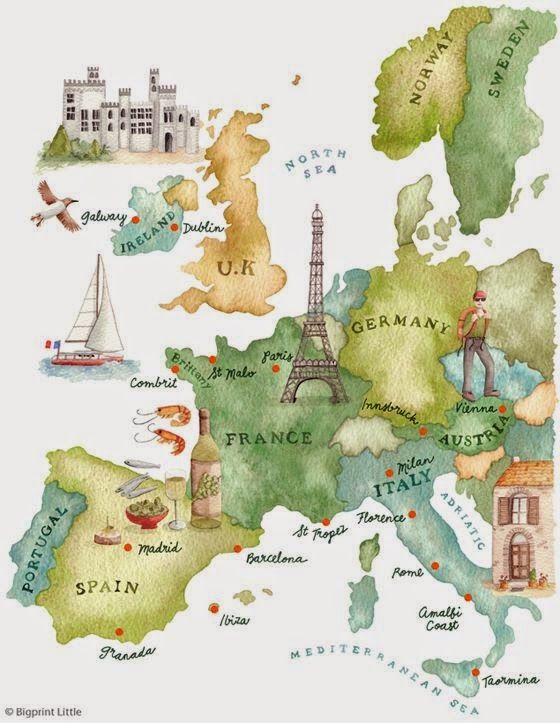 NORWAY
SWEDEN
NORTH
SEA
Galway
IRELAND
Dublin
U.K
GERMANY
Brittany
St Malo
Paris
Combrit
Innsbruck
Vienna
AUSTRIA
FRANCE
Milan
ITALY
PORTUGAL
St Tropez
Florence
ADRIATIC
Madrid
Barcelona
SPAIN
Rome
Ibiza
Amalfi
Coast
Granada
MEDITERRANEAN SEA
Taormina
© Bigprint Little